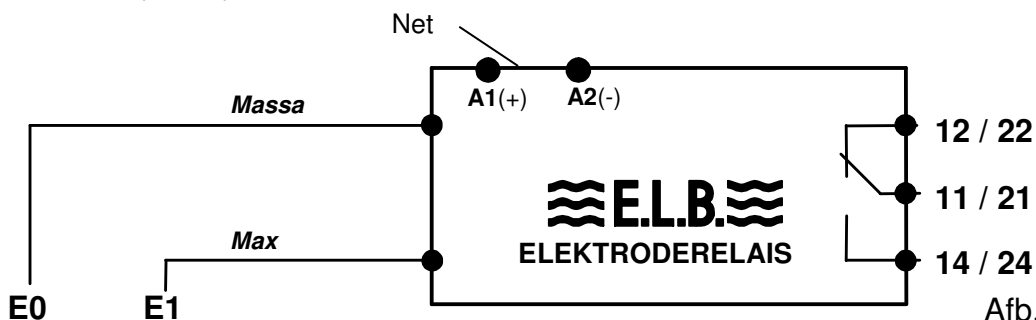 Net
A1(+) A2(-)
Massa
12 / 22
E.L.B.
11 / 21
Max
ELEKTRODERELAIS
14 / 24
E0 E1
Afb.